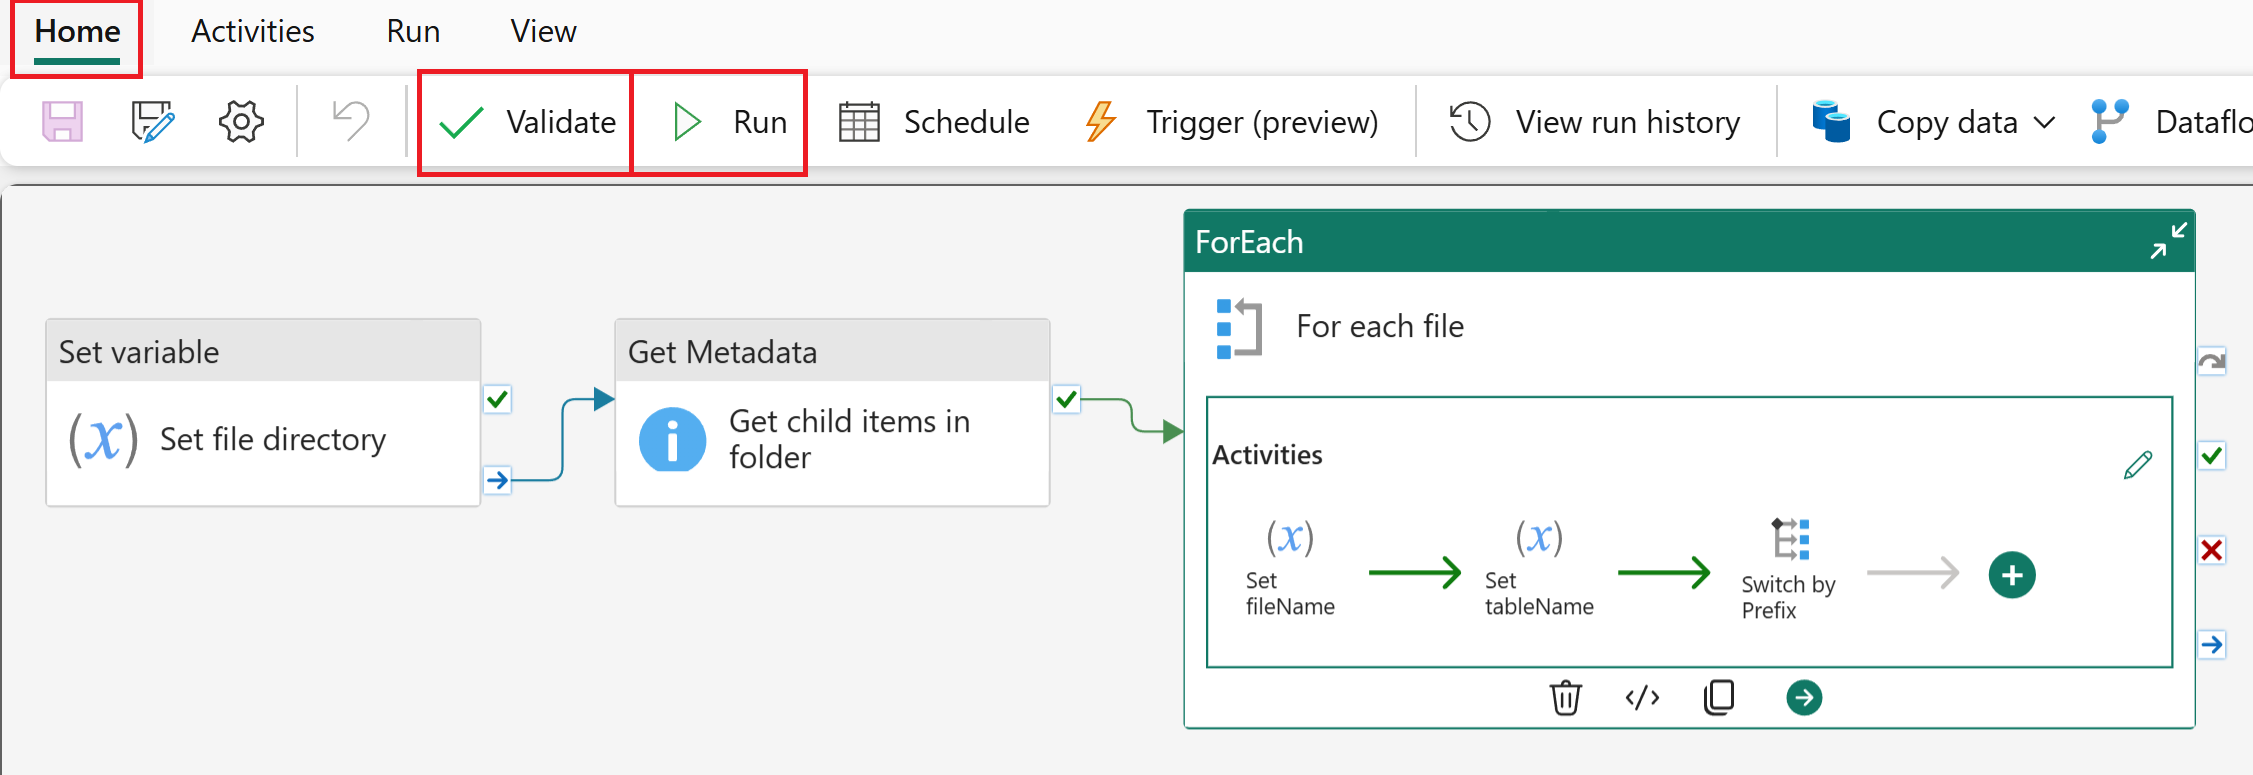 Home Activities Run View
Validate Run Schedule Trigger (preview) View run history Copy data Dataflo
ForEach
For each file
Set variable
Get Metadata
(x) Set file directory
Get child items in
folder
Activities
(x) (x)
Set
fileName
Set
tableName
Switch by
Prefix